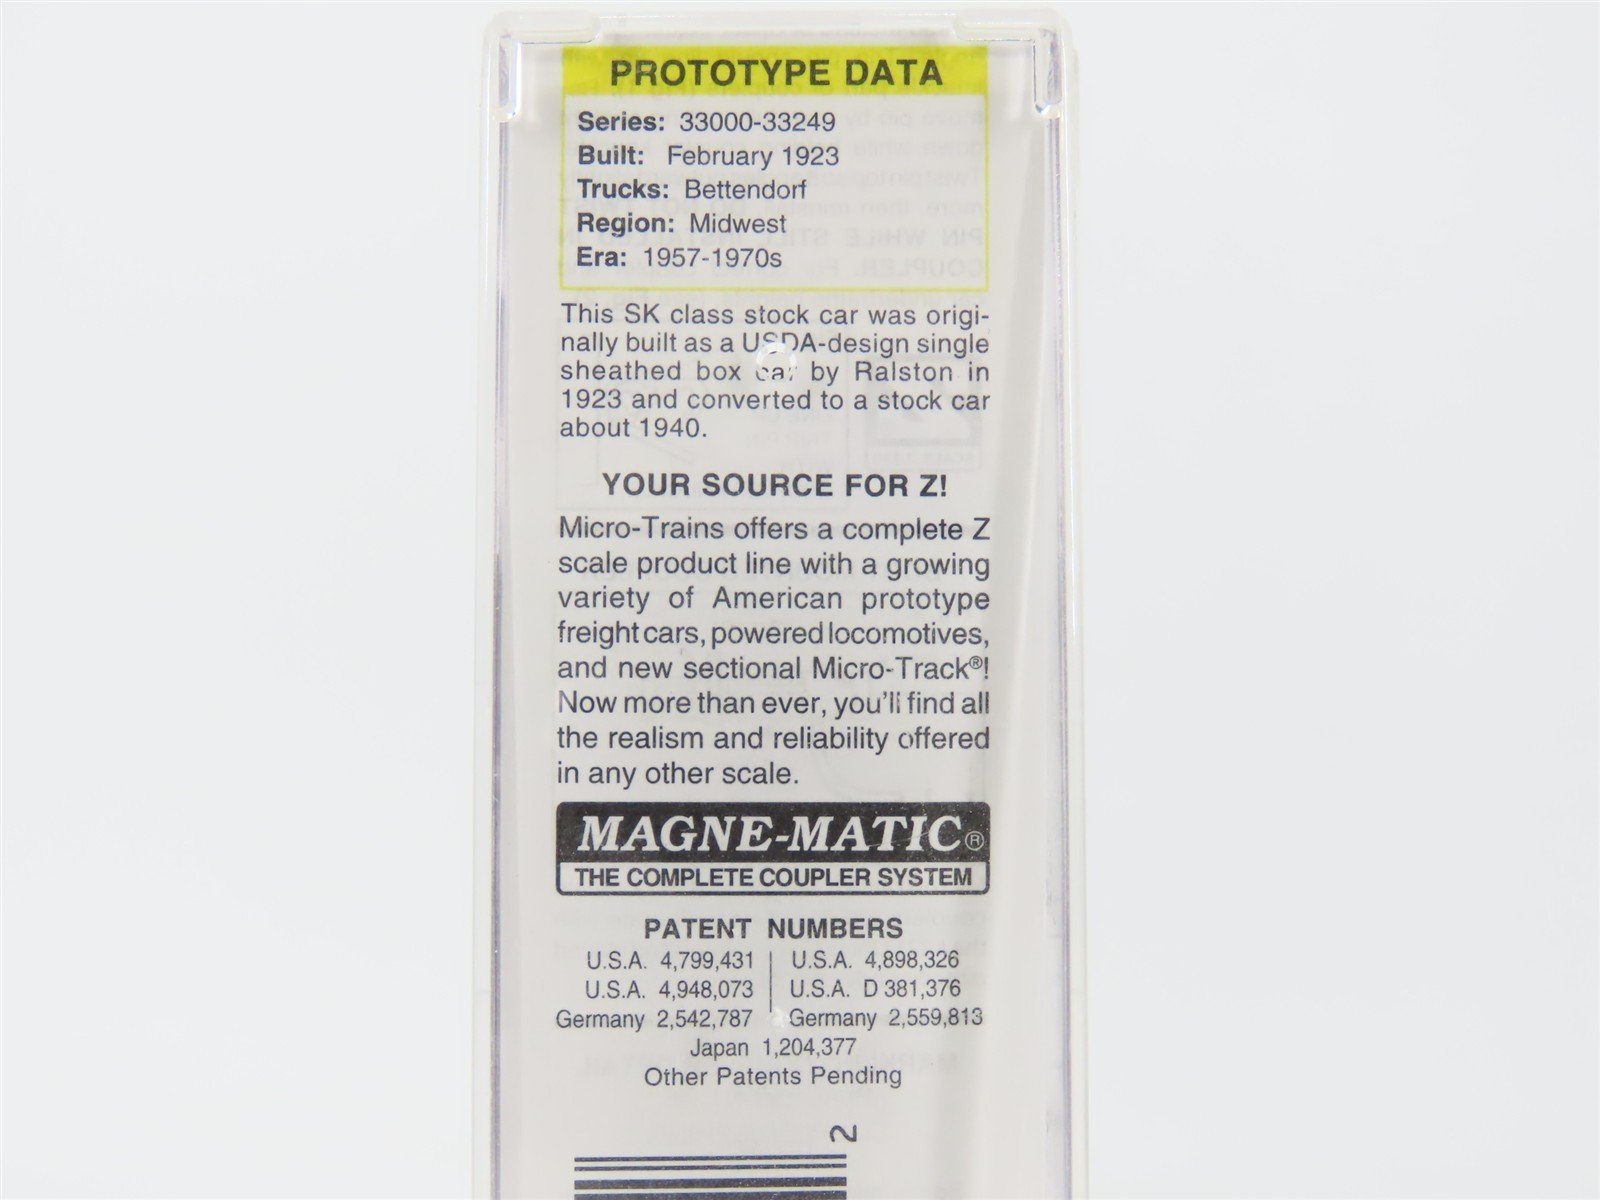 PROTOTYPE DATA
Series: 33000-33249
Built: February 1923
Trucks: Bettendorf
Region: Midwest
Era: 1957-1970s
This SK class stock car was origi-
nally built as a USDA-design single
sheathed box car by Ralston in
1923 and converted to a stock car
about 1940.
YOUR SOURCE FOR Z!
Micro-Trains offers a complete Z
scale product line with a growing
variety of American prototype
freight cars, powered locomotives,
and new sectional Micro-Track®!
Now more than ever, you'll find all
the realism and reliability offered
in any other scale.
MAGNE-MATIC®
THE COMPLETE COUPLER SYSTEM
PATENT NUMBERS
U.S.A. 4,799,431 | U.S.A. 4,898,326
U.S.A. 4,948,073 | U.S.A. D 381,376
Germany 2,542,787 Germany 2,559,813
Japan 1,204,377
Other Patents Pending
2